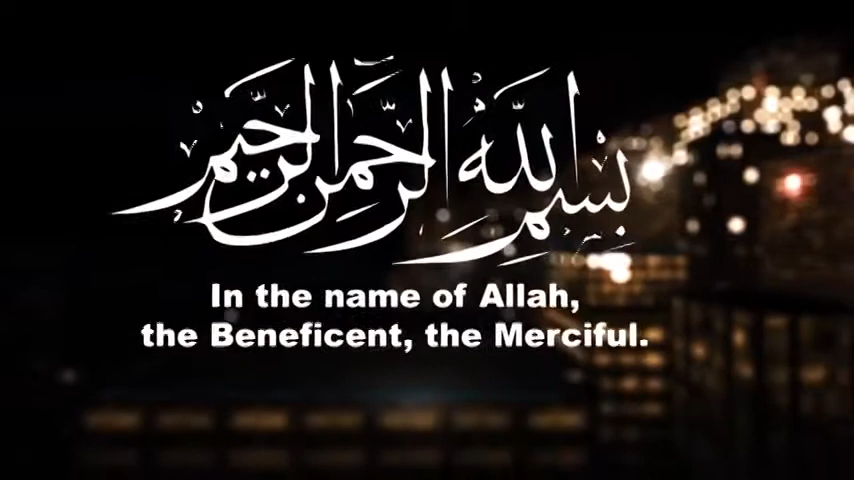 بسم الله الرحمن الرحيم
In the name of Allah,
the Beneficent, the Merciful.